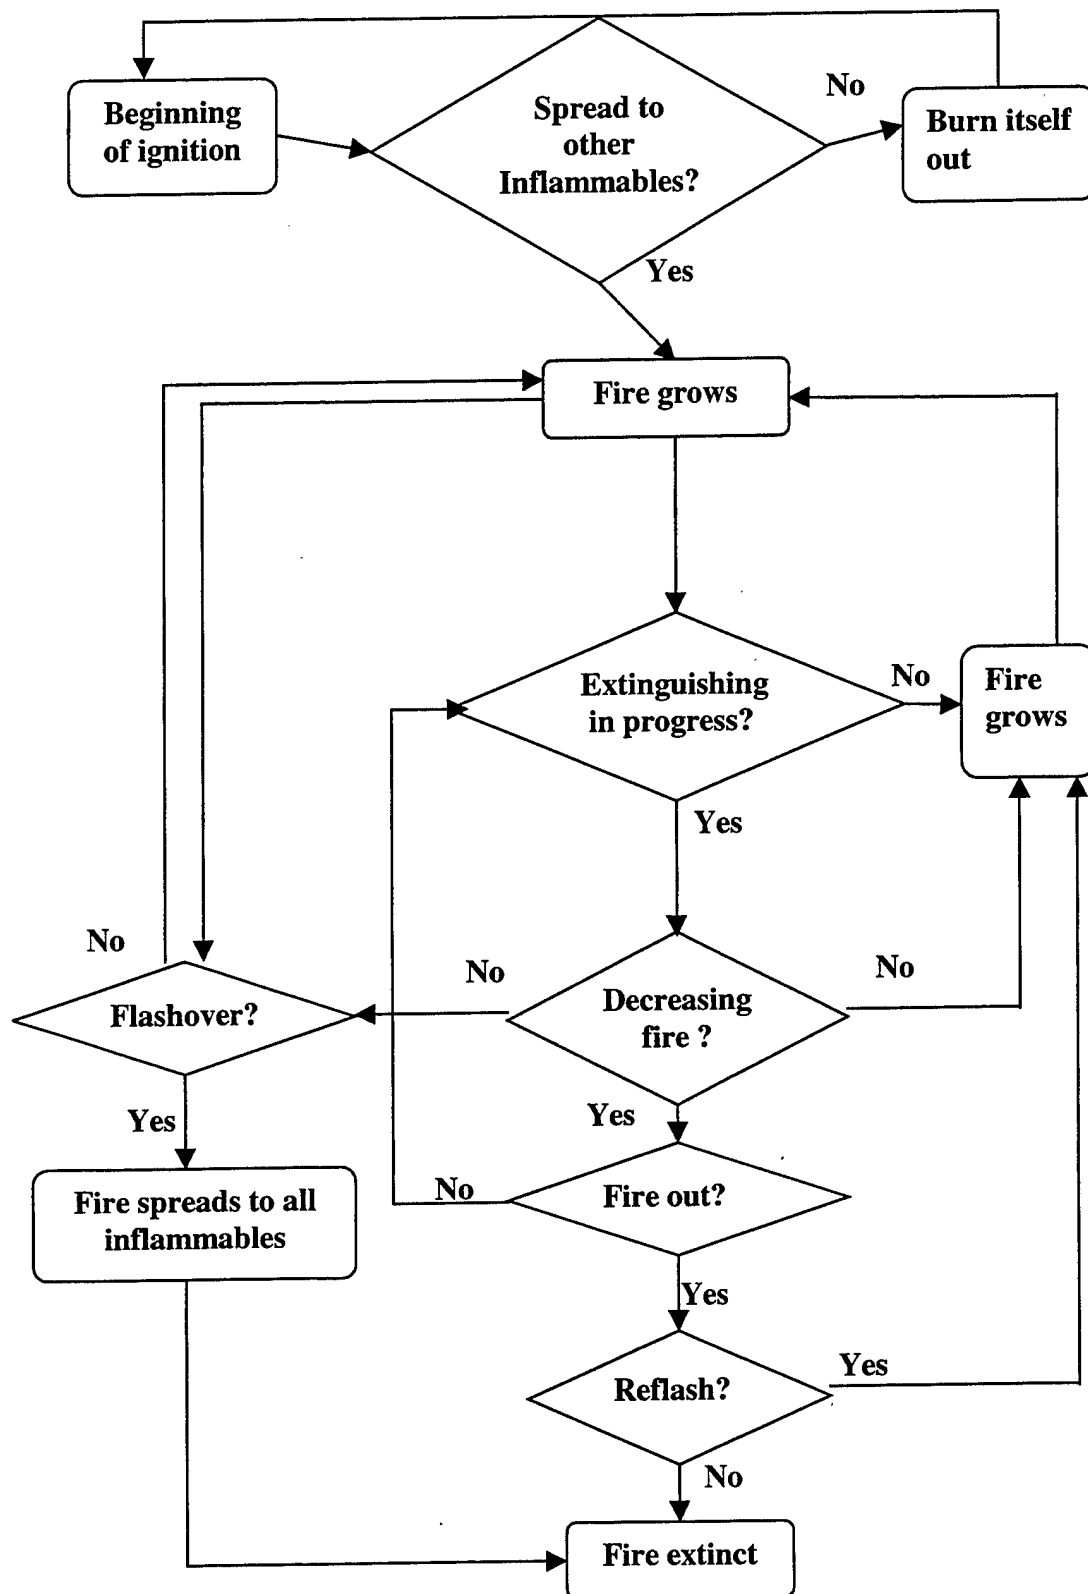 Beginning
of ignition
Spread to
other
Inflammables?
No
Burn itself
out
Yes
Fire grows
Extinguishing
in progress?
No
Fire
grows
Yes
No
Flashover?
No
Decreasing
fire ?
No
Yes
Yes
Fire spreads to all
inflammables
No
Fire out?
Yes
Reflash?
Yes
No
Fire extinct